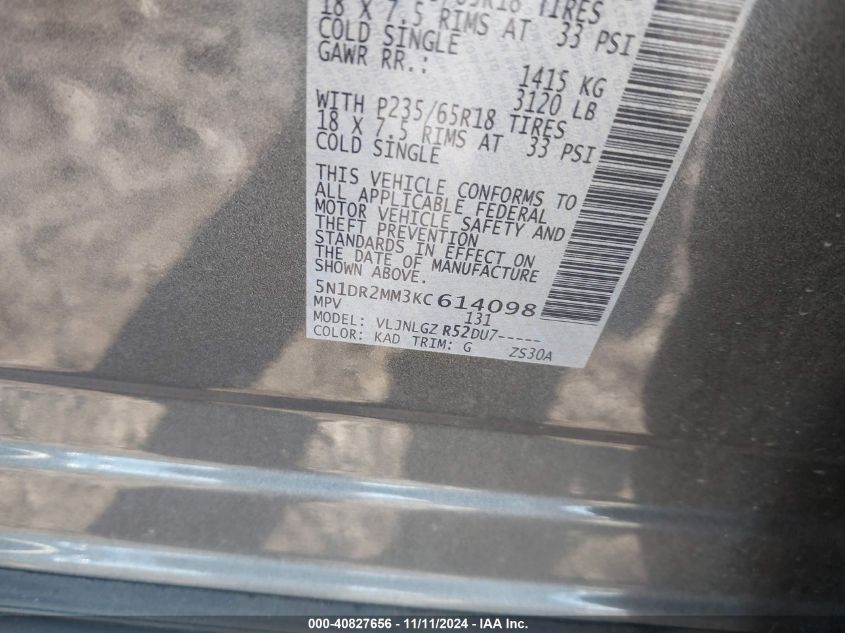 /65R18 TIRES
18 X 7.5 RIMS AT 33 PSI
COLD SINGLE
GAWR RR.: 1415 KG
3120 LB
WITH P235/65R18 TIRES
18 X 7.5 RIMS AT 33 PSI
COLD SINGLE
THIS VEHICLE CONFORMS TO
ALL APPLICABLE FEDERAL
MOTOR VEHICLE SAFETY AND
THEFT PREVENTION
STANDARDS IN EFFECT ON
THE DATE OF MANUFACTURE
SHOWN ABOVE.
5N1DR2MM3KC614098
MPV 131
MODEL: VLJNLGZ R52DU7-----
COLOR: KAD TRIM: G ZS30A
000-40827656 - 11/11/2024 - IAA Inc.